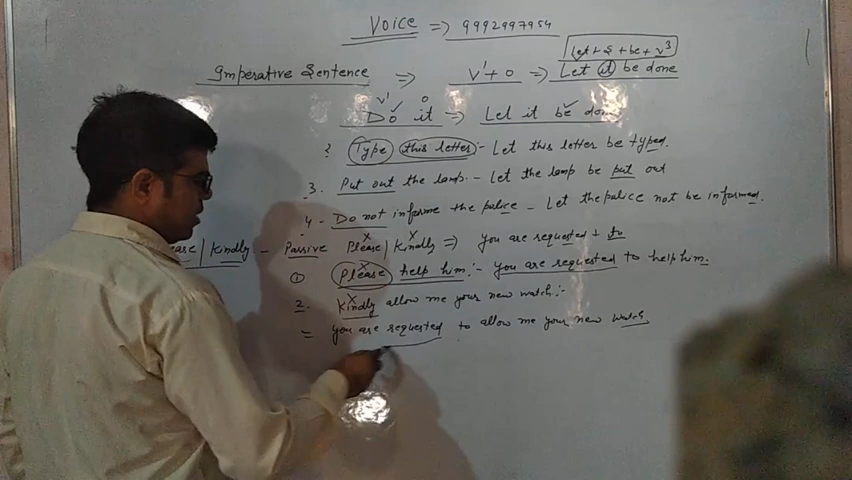 Voice => 9992997954
Let + S + be + v³
Imperative Sentence => V' + O => Let it be done
V' O
Do it => Let it be done
2 Type this letter :- Let this letter be typed.
3. Put out the lamp. - Let the lamp be put out
4 - Do not informe the police - Let the police not be informed.
/ Kindly - Passive Please / Kindly => you are requested + to
① Please help him :- you are requested to help him.
2. Kindly allow me your new watch :-
= you are requested to allow me your new watch.